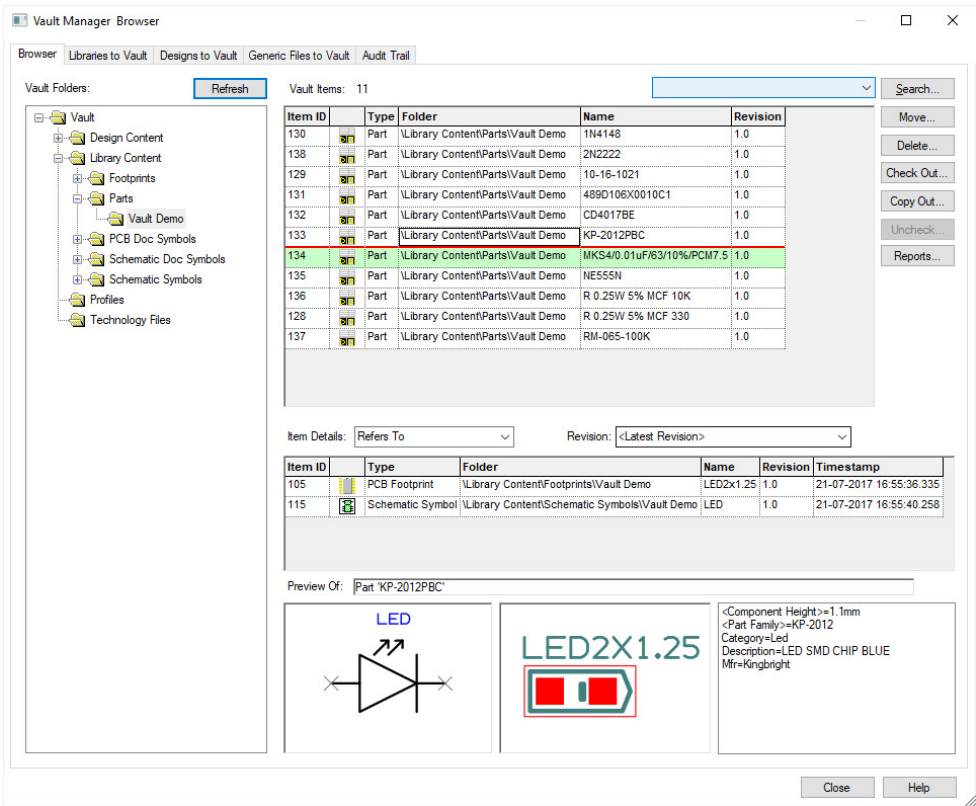 Vault Manager Browser
Browser Libraries to Vault Designs to Vault Generic Files to Vault Audit Trail
Vault Folders: Refresh Vault Items: 11 Search...
Vault
Design Content
Library Content
Footprints
Parts
Vault Demo
PCB Doc Symbols
Schematic Doc Symbols
Schematic Symbols
Profiles
Technology Files
Item ID Type Folder Name Revision
130 Part \Library Content\Parts\Vault Demo 1N4148 1.0
138 Part \Library Content\Parts\Vault Demo 2N2222 1.0
129 Part \Library Content\Parts\Vault Demo 10-16-1021 1.0
131 Part \Library Content\Parts\Vault Demo 489D106X0010C1 1.0
132 Part \Library Content\Parts\Vault Demo CD4017BE 1.0
133 Part \Library Content\Parts\Vault Demo KP-2012PBC 1.0
134 Part \Library Content\Parts\Vault Demo MKS4/0.01uF/63/10%/PCM7.5 1.0
135 Part \Library Content\Parts\Vault Demo NE555N 1.0
136 Part \Library Content\Parts\Vault Demo R 0.25W 5% MCF 10K 1.0
128 Part \Library Content\Parts\Vault Demo R 0.25W 5% MCF 330 1.0
137 Part \Library Content\Parts\Vault Demo RM-065-100K 1.0
Move...
Delete...
Check Out...
Copy Out...
Uncheck...
Reports...
Item Details: Refers To Revision: <Latest Revision>
Item ID Type Folder Name Revision Timestamp
105 PCB Footprint \Library Content\Footprints\Vault Demo LED2x1.25 1.0 21-07-2017 16:55:36.335
115 Schematic Symbol \Library Content\Schematic Symbols\Vault Demo LED 1.0 21-07-2017 16:55:40.258
Preview Of: Part 'KP-2012PBC'
LED
LED2X1.25
<Component Height>=1.1mm
<Part Family>=KP-2012
Category=Led
Description=LED SMD CHIP BLUE
Mfr=Kingbright
Close Help